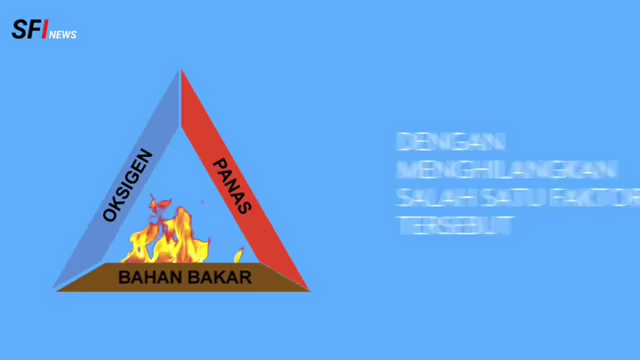 SFI NEWS
OKSIGEN
PANAS
BAHAN BAKAR
DENGAN
MENGHILANGKAN
SALAH SATU FAKTOR
TERSEBUT